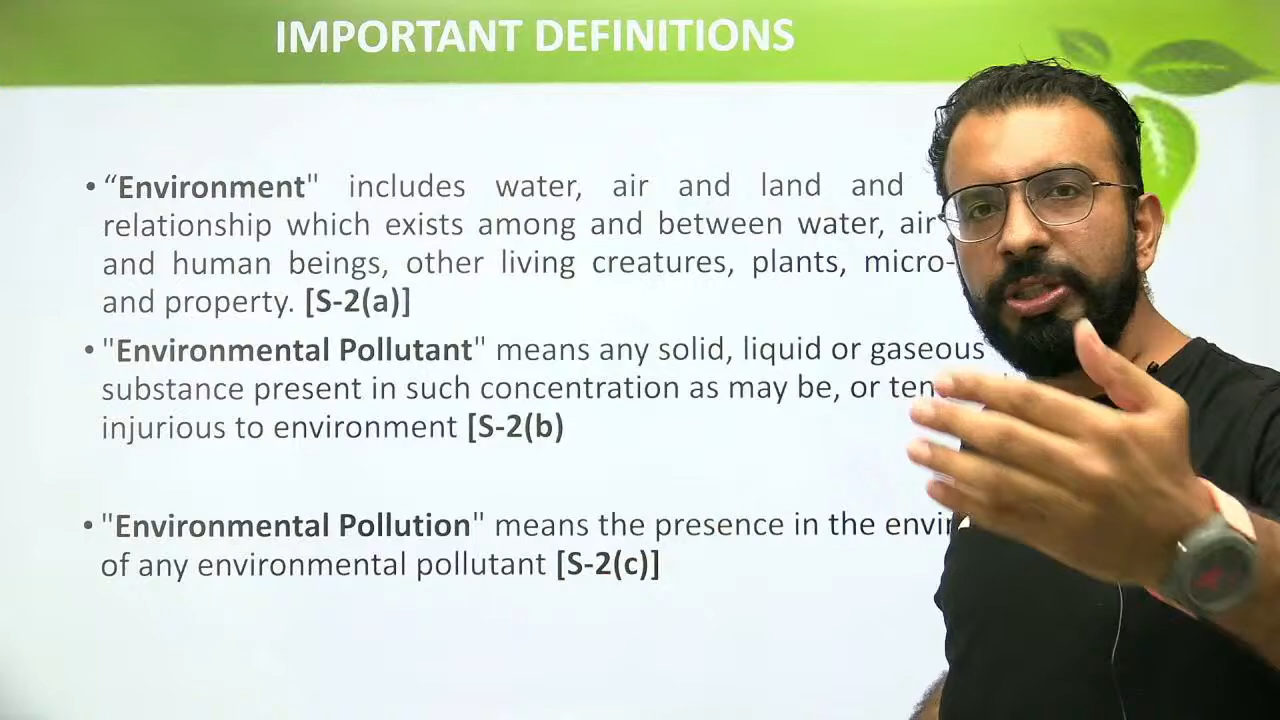 IMPORTANT DEFINITIONS
• “Environment" includes water, air and land and
relationship which exists among and between water, air
and human beings, other living creatures, plants, micro-
and property. [S-2(a)]
• "Environmental Pollutant" means any solid, liquid or gaseous
substance present in such concentration as may be, or
injurious to environment [S-2(b)
• "Environmental Pollution" means the presence in the
of any environmental pollutant [S-2(c)]